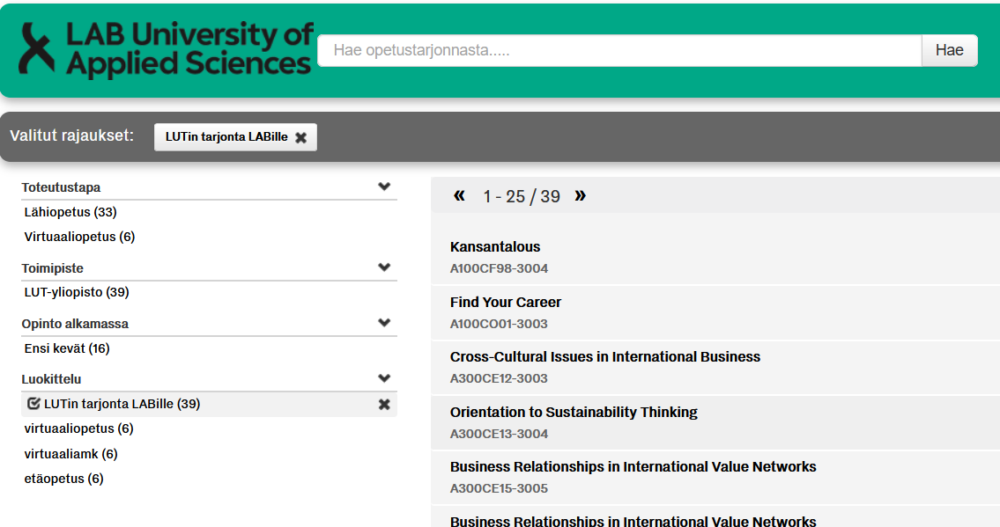 LAB University of
Applied Sciences
Hae opetustarjonnasta.....
Hae
Valitut rajaukset:
LUTin tarjonta LABille
Toteutustapa
Lähiopetus (33)
Virtuaaliopetus (6)
Toimipiste
LUT-yliopisto (39)
Opinto alkamassa
Ensi kevät (16)
Luokittelu
LUTin tarjonta LABille (39)
virtuaaliopetus (6)
virtuaaliamk (6)
etäopetus (6)
« 1 - 25 / 39 »
Kansantalous
A100CF98-3004
Find Your Career
A100CO01-3003
Cross-Cultural Issues in International Business
A300CE12-3003
Orientation to Sustainability Thinking
A300CE13-3004
Business Relationships in International Value Networks
A300CE15-3005
Business Relationships in International Value Networks